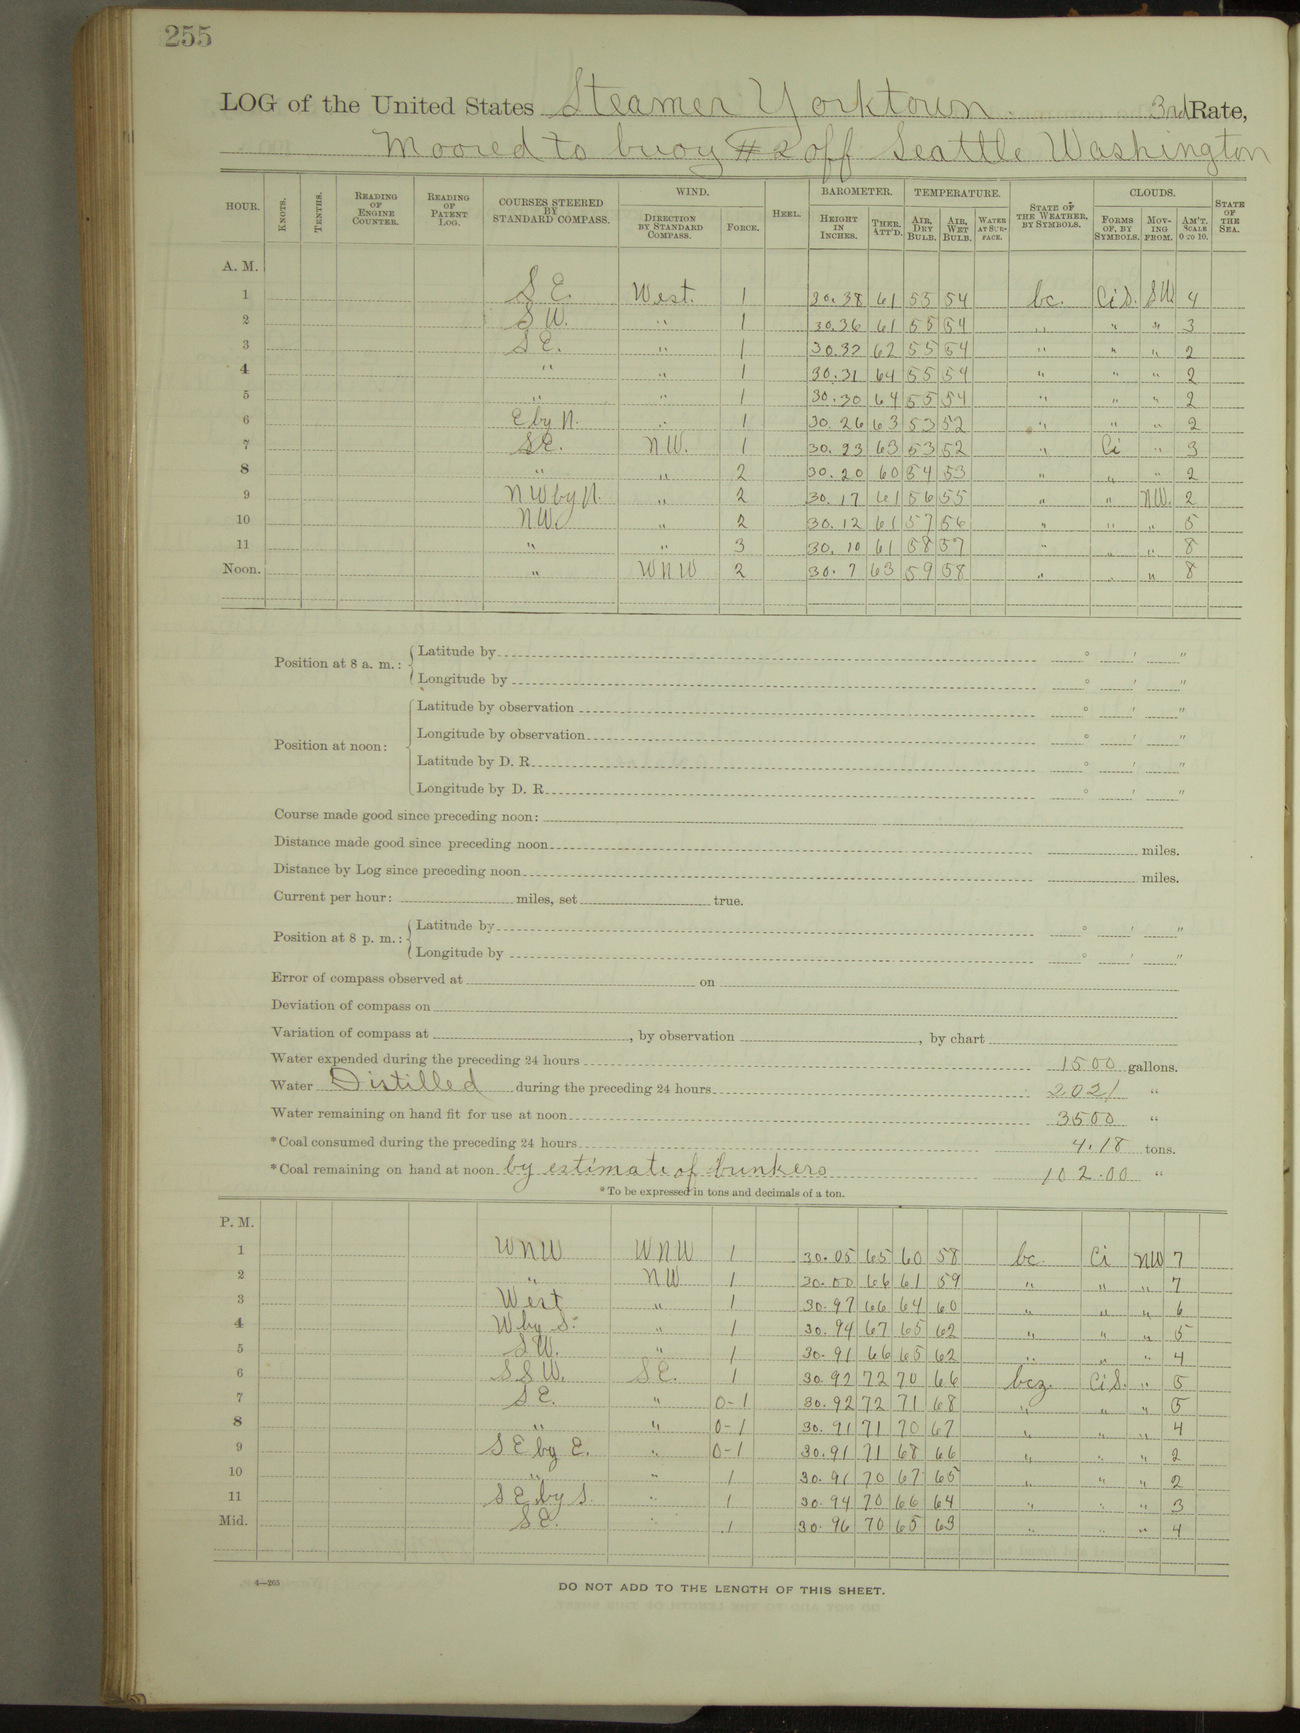 255
LOG of the United States Steamer Yorktown. 3rd Rate,
Moored to buoy #2 off Seattle Washington
HOUR. KNOTS. TENTHS. READING OF ENGINE COUNTER. READING OF PATENT LOG. COURSES STEERED BY STANDARD COMPASS. WIND. DIRECTION BY STANDARD COMPASS. FORCE. HEEL. BAROMETER. HEIGHT IN INCHES. THER. ATT'D. TEMPERATURE. AIR, DRY BULB. AIR, WET BULB. WATER AT SURFACE. STATE OF THE WEATHER, BY SYMBOLS. CLOUDS. FORMS OF, BY SYMBOLS. MOVING FROM. AM'T. SCALE 0 TO 10. STATE OF THE SEA.
A. M.
1 S E. West. 1 30.38 61 55 54 bc. Ci S. SW 4
2 S W. " 1 30.36 61 55 54 " " " 3
3 S E. " 1 30.32 62 55 54 " " " 2
4 " " 1 30.31 64 55 54 " " " 2
5 " " 1 30.30 64 55 54 " " " 2
6 E by N. " 1 30.26 63 53 52 " " " 2
7 SE. NW. 1 30.23 63 53 52 " Ci " 3
8 " " 2 30.20 60 54 53 " " " 2
9 NW by N. " 2 30.17 61 56 55 " " NW. 2
10 NW. " 2 30.12 61 57 56 " " " 5
11 " " 3 30.10 61 58 57 " " " 8
Noon. " WNW 2 30.7 63 59 58 " " " 8
Position at 8 a. m.: Latitude by ° ′ ″
Longitude by ° ′ ″
Position at noon: Latitude by observation ° ′ ″
Longitude by observation ° ′ ″
Latitude by D. R. ° ′ ″
Longitude by D. R. ° ′ ″
Course made good since preceding noon:
Distance made good since preceding noon miles.
Distance by Log since preceding noon miles.
Current per hour: miles, set true.
Position at 8 p. m.: Latitude by ° ′ ″
Longitude by ° ′ ″
Error of compass observed at on
Deviation of compass on
Variation of compass at , by observation , by chart
Water expended during the preceding 24 hours 1500 gallons.
Water Distilled during the preceding 24 hours 2021 "
Water remaining on hand fit for use at noon 3500 "
*Coal consumed during the preceding 24 hours 4.18 tons.
*Coal remaining on hand at noon by estimate of bunkers 102.00 "
*To be expressed in tons and decimals of a ton.
P. M.
1 WNW WNW 1 30.05 65 60 58 bc. Ci NW 7
2 " NW 1 30.00 66 61 59 " " " 7
3 West " 1 30.97 66 64 60 " " " 6
4 W by S. " 1 30.94 67 65 62 " " " 5
5 S.W. " 1 30.91 66 65 62 " " " 4
6 S S W. S E. 1 30.92 72 70 66 bcz. Ci S. " 5
7 S E. " 0-1 30.92 72 71 68 " " " 5
8 " " 0-1 30.91 71 70 67 " " " 4
9 S E by E. " 0-1 30.91 71 68 66 " " " 2
10 " " 1 30.91 70 67 65 " " " 2
11 S E by S. " 1 30.94 70 66 64 " " " 3
Mid. S E. " 1 30.96 70 65 63 " " " 4
4—265
DO NOT ADD TO THE LENGTH OF THIS SHEET.